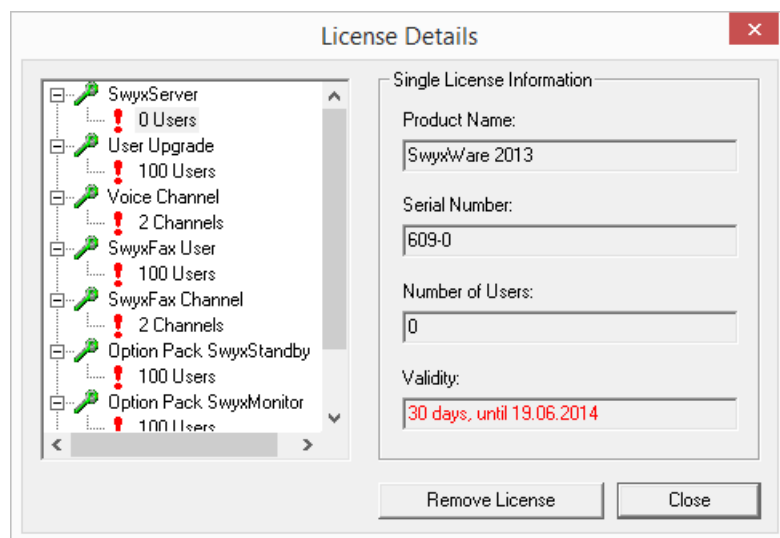 License Details
SwyxServer
0 Users
User Upgrade
100 Users
Voice Channel
2 Channels
SwyxFax User
100 Users
SwyxFax Channel
2 Channels
Option Pack SwyxStandby
100 Users
Option Pack SwyxMonitor
100 Users
Single License Information
Product Name:
SwyxWare 2013
Serial Number:
609-0
Number of Users:
0
Validity:
30 days, until 19.06.2014
Remove License
Close